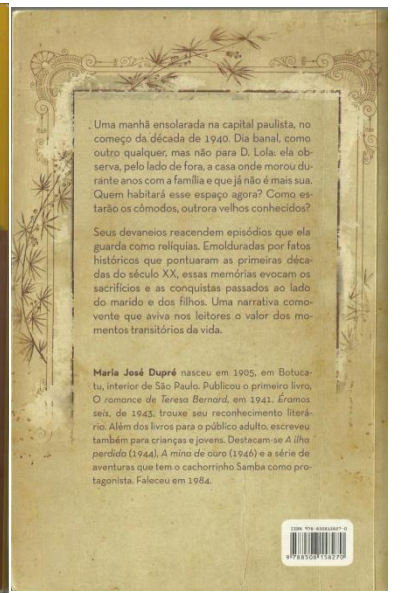 Uma manhã ensolarada na capital paulista, no
começo da década de 1940. Dia banal, como
outro qualquer, mas não para D. Lola: ela ob-
serva, pelo lado de fora, a casa onde morou du-
rante anos com a família e que já não é mais sua.
Quem habitará esse espaço agora? Como es-
tarão os cômodos, outrora velhos conhecidos?
Seus devaneios reacendem episódios que ela
guarda como relíquias. Emolduradas por fatos
históricos que pontuaram as primeiras déca-
das do século XX, essas memórias evocam os
sacrifícios e as conquistas passados ao lado
do marido e dos filhos. Uma narrativa como-
vente que aviva nos leitores o valor dos mo-
mentos transitórios da vida.
Maria José Dupré nasceu em 1905, em Botuca-
tu, interior de São Paulo. Publicou o primeiro livro,
O romance de Teresa Bernard, em 1941. Éramos
seis, de 1943, trouxe seu reconhecimento literá-
rio. Além dos livros para o público adulto, escreveu
também para crianças e jovens. Destacam-se A ilha
perdida (1944), A mina de ouro (1946) e a série de
aventuras que tem o cachorrinho Samba como pro-
tagonista. Faleceu em 1984.
ISBN
9788508158270